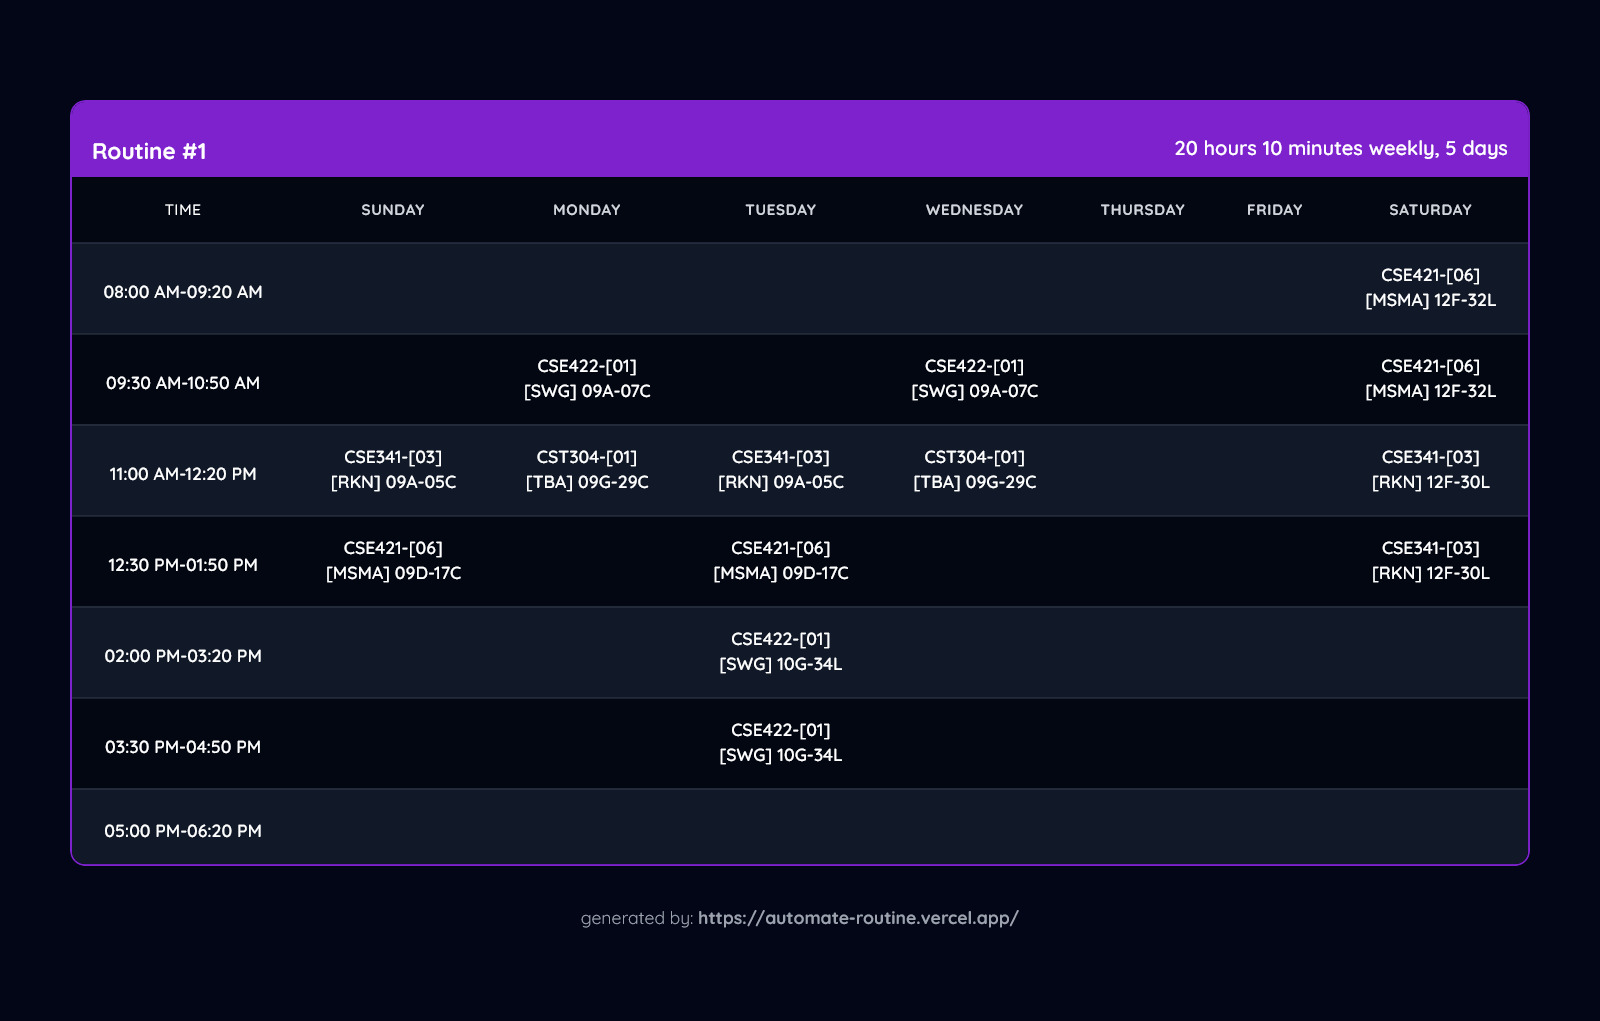 Routine #1
20 hours 10 minutes weekly, 5 days
TIME SUNDAY MONDAY TUESDAY WEDNESDAY THURSDAY FRIDAY SATURDAY
08:00 AM-09:20 AM
CSE421-[06]
[MSMA] 12F-32L
09:30 AM-10:50 AM
CSE422-[01]
[SWG] 09A-07C
CSE422-[01]
[SWG] 09A-07C
CSE421-[06]
[MSMA] 12F-32L
11:00 AM-12:20 PM
CSE341-[03]
[RKN] 09A-05C
CST304-[01]
[TBA] 09G-29C
CSE341-[03]
[RKN] 09A-05C
CST304-[01]
[TBA] 09G-29C
CSE341-[03]
[RKN] 12F-30L
12:30 PM-01:50 PM
CSE421-[06]
[MSMA] 09D-17C
CSE421-[06]
[MSMA] 09D-17C
CSE341-[03]
[RKN] 12F-30L
02:00 PM-03:20 PM
CSE422-[01]
[SWG] 10G-34L
03:30 PM-04:50 PM
CSE422-[01]
[SWG] 10G-34L
05:00 PM-06:20 PM
generated by: https://automate-routine.vercel.app/